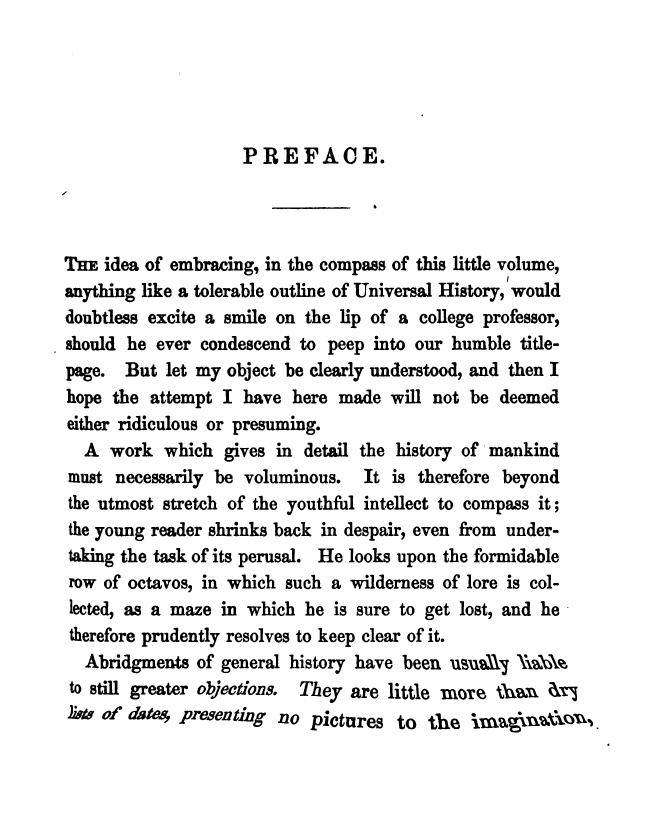 PREFACE.
THE idea of embracing, in the compass of this little volume,
anything like a tolerable outline of Universal History, would
doubtless excite a smile on the lip of a college professor,
should he ever condescend to peep into our humble title-
page. But let my object be clearly understood, and then I
hope the attempt I have here made will not be deemed
either ridiculous or presuming.
A work which gives in detail the history of mankind
must necessarily be voluminous. It is therefore beyond
the utmost stretch of the youthful intellect to compass it;
the young reader shrinks back in despair, even from under-
taking the task of its perusal. He looks upon the formidable
row of octavos, in which such a wilderness of lore is col-
lected, as a maze in which he is sure to get lost, and he
therefore prudently resolves to keep clear of it.
Abridgments of general history have been usually liable
to still greater objections. They are little more than dry
lists of dates, presenting no pictures to the imagination,